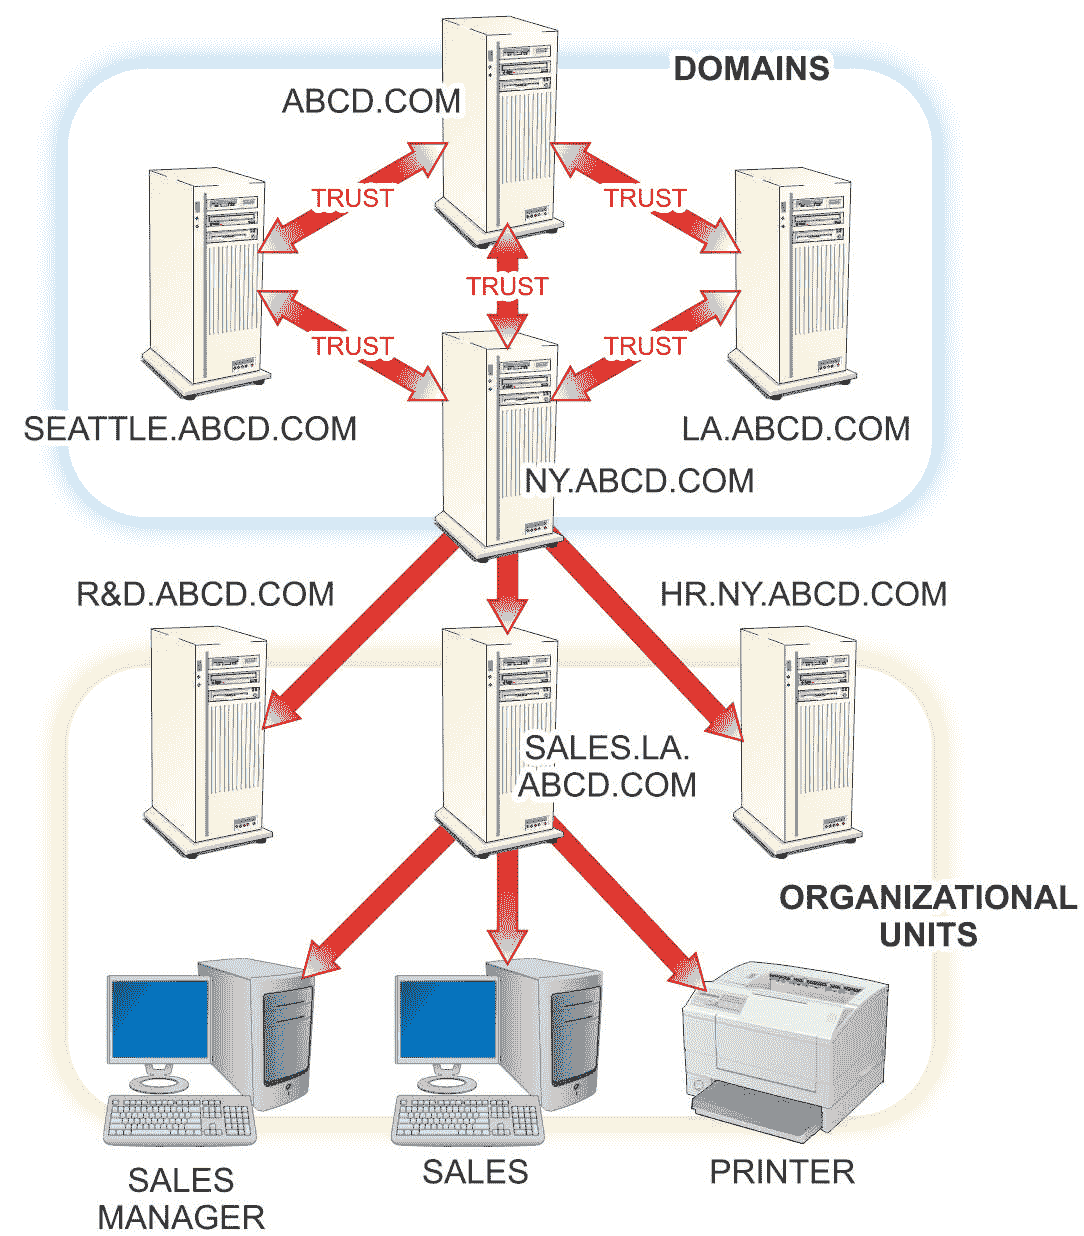 DOMAINS
ABCD.COM
TRUST
TRUST
TRUST
TRUST
TRUST
SEATTLE.ABCD.COM
LA.ABCD.COM
NY.ABCD.COM
R&D.ABCD.COM
HR.NY.ABCD.COM
SALES.LA.
ABCD.COM
ORGANIZATIONAL
UNITS
SALES
MANAGER
SALES
PRINTER